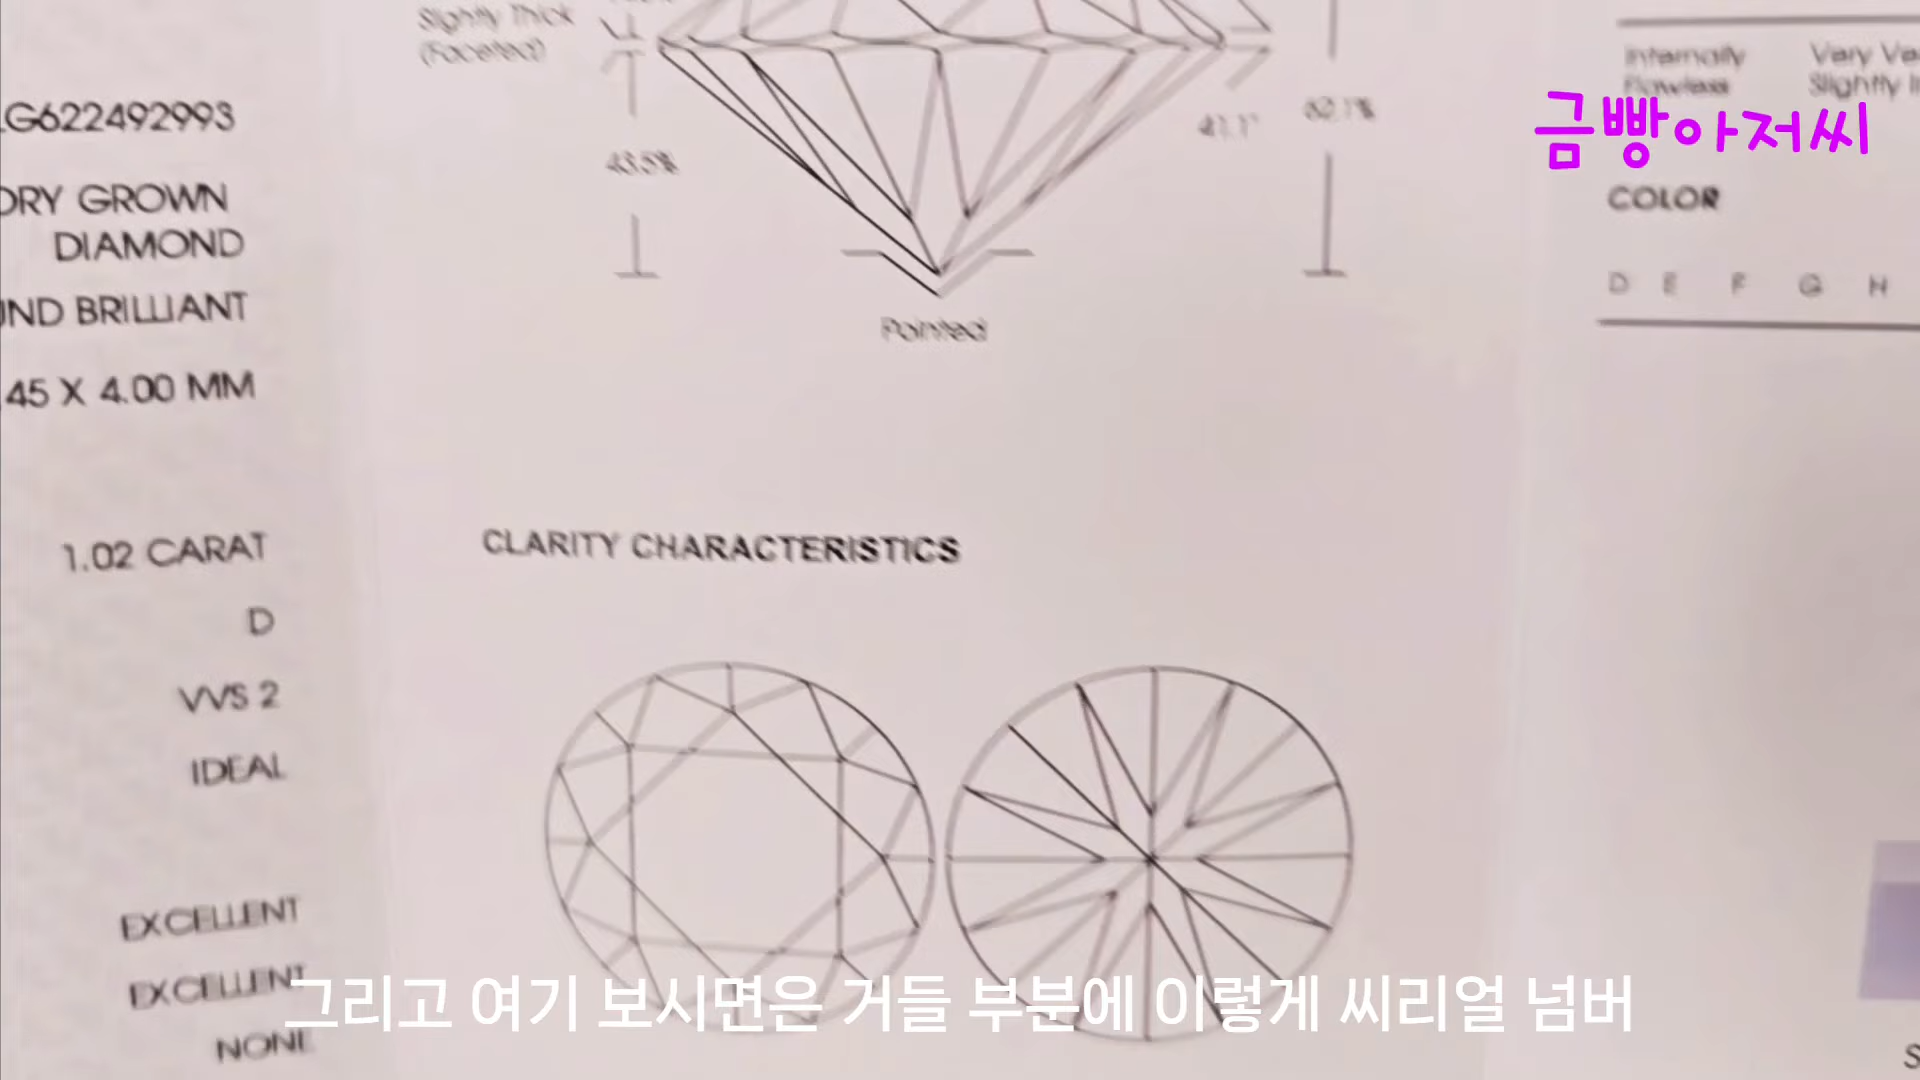 Slightly Thick
(Faceted)
LG622492993
ORY GROWN
DIAMOND
UND BRILLIANT
45 X 4.00 MM
1.02 CARAT
D
VVS 2
IDEAL
EXCELLENT
EXCELLENT
NONE
43.5%
41.1°
62.1%
Pointed
CLARITY CHARACTERISTICS
Internally
Flawless
Very Ve
Slightly I
금빵아저씨
COLOR
D E F G H
그리고 여기 보시면은 거들 부분에 이렇게 씨리얼 넘버